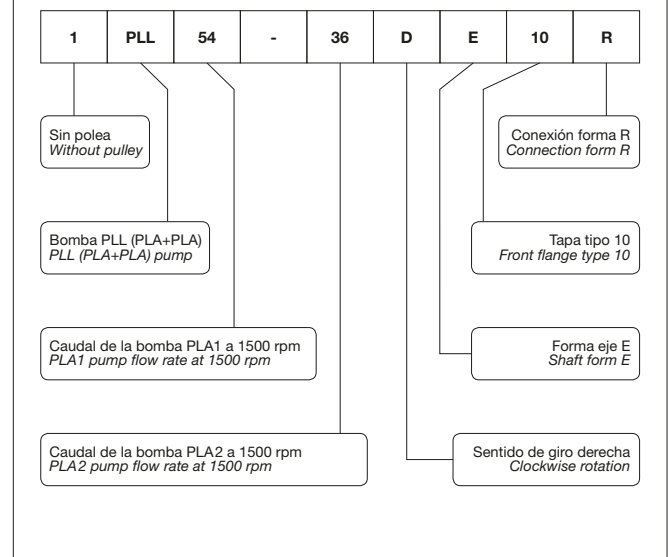 1 PLL 54 - 36 D E 10 R
Sin polea
Without pulley
Conexión forma R
Connection form R
Bomba PLL (PLA+PLA)
PLL (PLA+PLA) pump
Tapa tipo 10
Front flange type 10
Caudal de la bomba PLA1 a 1500 rpm
PLA1 pump flow rate at 1500 rpm
Forma eje E
Shaft form E
Caudal de la bomba PLA2 a 1500 rpm
PLA2 pump flow rate at 1500 rpm
Sentido de giro derecha
Clockwise rotation